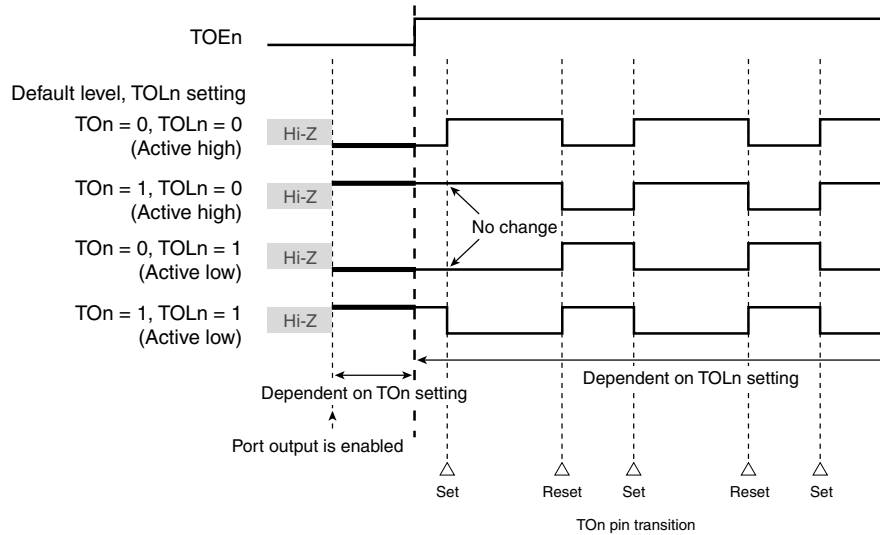 TOEn
Default level, TOLn setting
TOn = 0, TOLn = 0
(Active high)
Hi-Z
TOn = 1, TOLn = 0
(Active high)
Hi-Z
No change
TOn = 0, TOLn = 1
(Active low)
Hi-Z
TOn = 1, TOLn = 1
(Active low)
Hi-Z
Dependent on TOn setting
Dependent on TOLn setting
Port output is enabled
Set Reset Set Reset Set
TOn pin transition